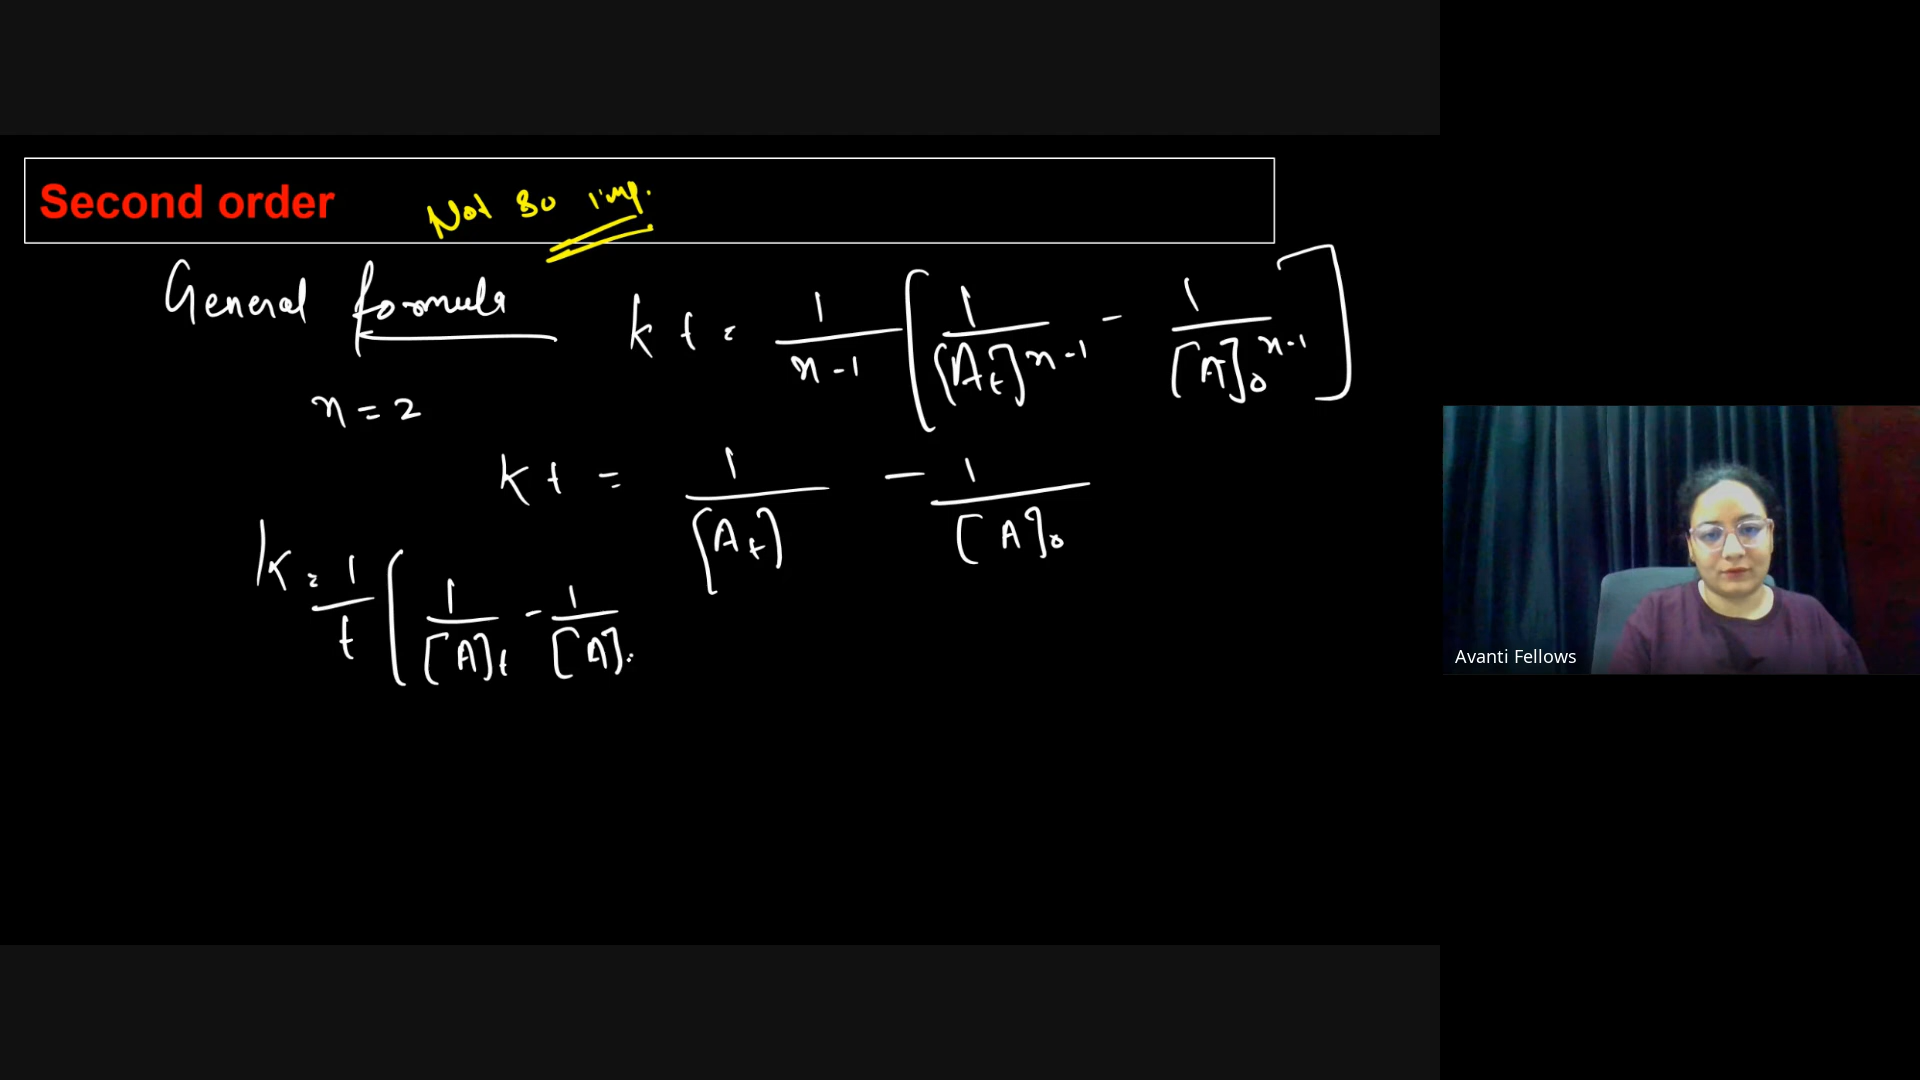 Second order Not so imp.
General formula kt = 1/(n-1) [1/[At]^(n-1) - 1/[A]₀^(n-1)]
n = 2
kt = 1/[At] - 1/[A]₀
k = 1/t [1/[A]t - 1/[A].
Avanti Fellows